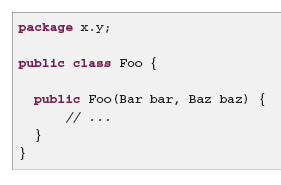 package x.y;
public class Foo {
public Foo(Bar bar, Baz baz) {
// ...
}
}